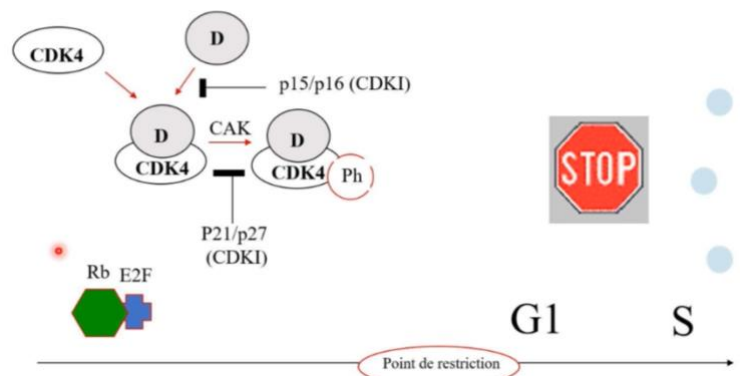 CDK4
D
p15/p16 (CDKI)
D
CDK4
CAK
D
CDK4
Ph
P21/p27
(CDKI)
STOP
Rb E2F
G1
S
Point de restriction